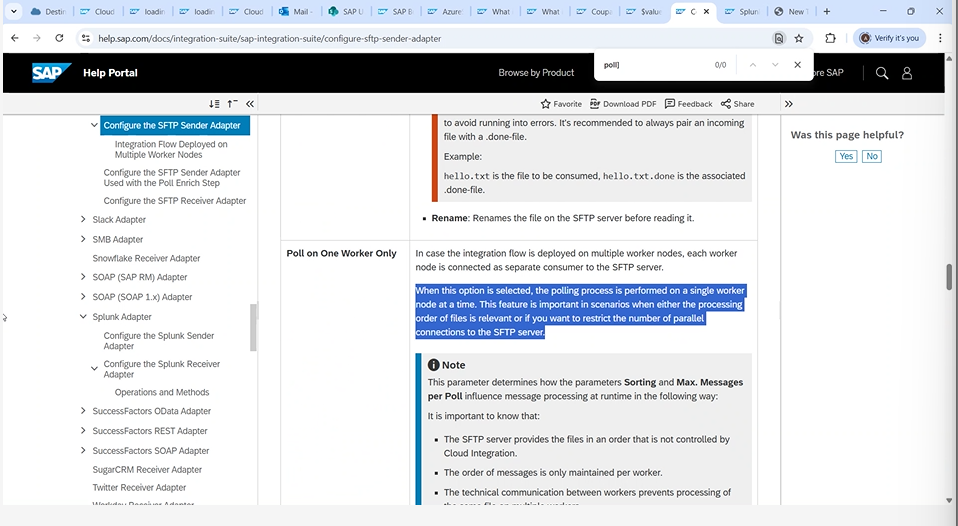 Destin
Cloud
loadin
loadin
Cloud
Mail -
SAP U
SAP B
Azure
What
What
Coupa
$value
C
Splun
New T
help.sap.com/docs/integration-suite/sap-integration-suite/configure-sftp-sender-adapter
Verify it's you
poll]
0/0
SAP
Help Portal
Browse by Product
ore SAP
Favorite
Download PDF
Feedback
Share
Configure the SFTP Sender Adapter
Integration Flow Deployed on
Multiple Worker Nodes
Configure the SFTP Sender Adapter
Used with the Poll Enrich Step
Configure the SFTP Receiver Adapter
Slack Adapter
SMB Adapter
Snowflake Receiver Adapter
SOAP (SAP RM) Adapter
SOAP (SOAP 1.x) Adapter
Splunk Adapter
Configure the Splunk Sender
Adapter
Configure the Splunk Receiver
Adapter
Operations and Methods
SuccessFactors OData Adapter
SuccessFactors REST Adapter
SuccessFactors SOAP Adapter
SugarCRM Receiver Adapter
Twitter Receiver Adapter
Workday Receiver Adapter
to avoid running into errors. It's recommended to always pair an incoming
file with a .done-file.
Example:
hello.txt is the file to be consumed, hello.txt.done is the associated
.done-file.
▪ Rename: Renames the file on the SFTP server before reading it.
Poll on One Worker Only
In case the integration flow is deployed on multiple worker nodes, each worker
node is connected as separate consumer to the SFTP server.
When this option is selected, the polling process is performed on a single worker
node at a time. This feature is important in scenarios when either the processing
order of files is relevant or if you want to restrict the number of parallel
connections to the SFTP server.
Note
This parameter determines how the parameters Sorting and Max. Messages
per Poll influence message processing at runtime in the following way:
It is important to know that:
▪ The SFTP server provides the files in an order that is not controlled by
Cloud Integration.
▪ The order of messages is only maintained per worker.
▪ The technical communication between workers prevents processing of
the same file on multiple workers.
Was this page helpful?
Yes
No